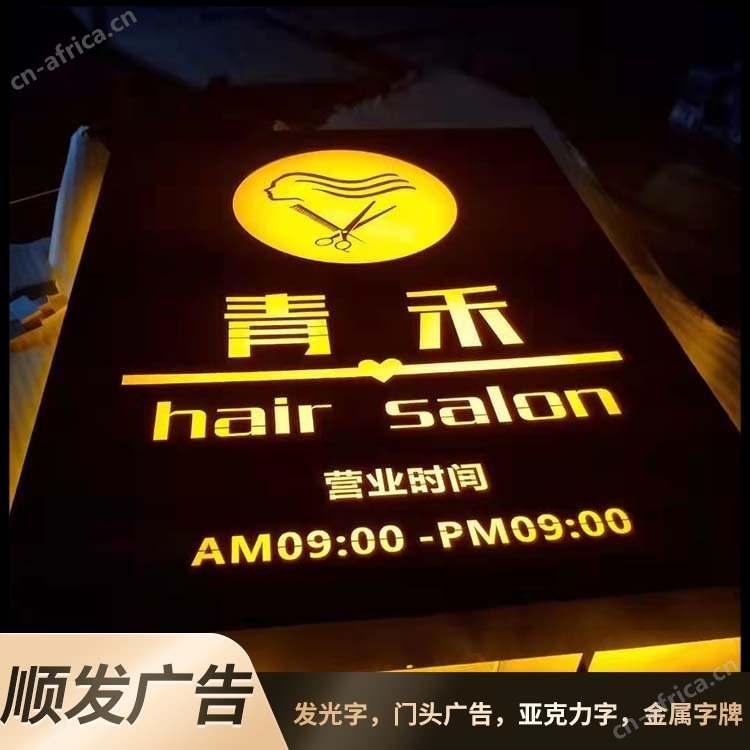 cn-africa.cn
青禾
hair salon
营业时间
AM09:00 -PM09:00
顺发广告
发光字，门头广告，亚克力字，金属字牌
cn-africa.cn